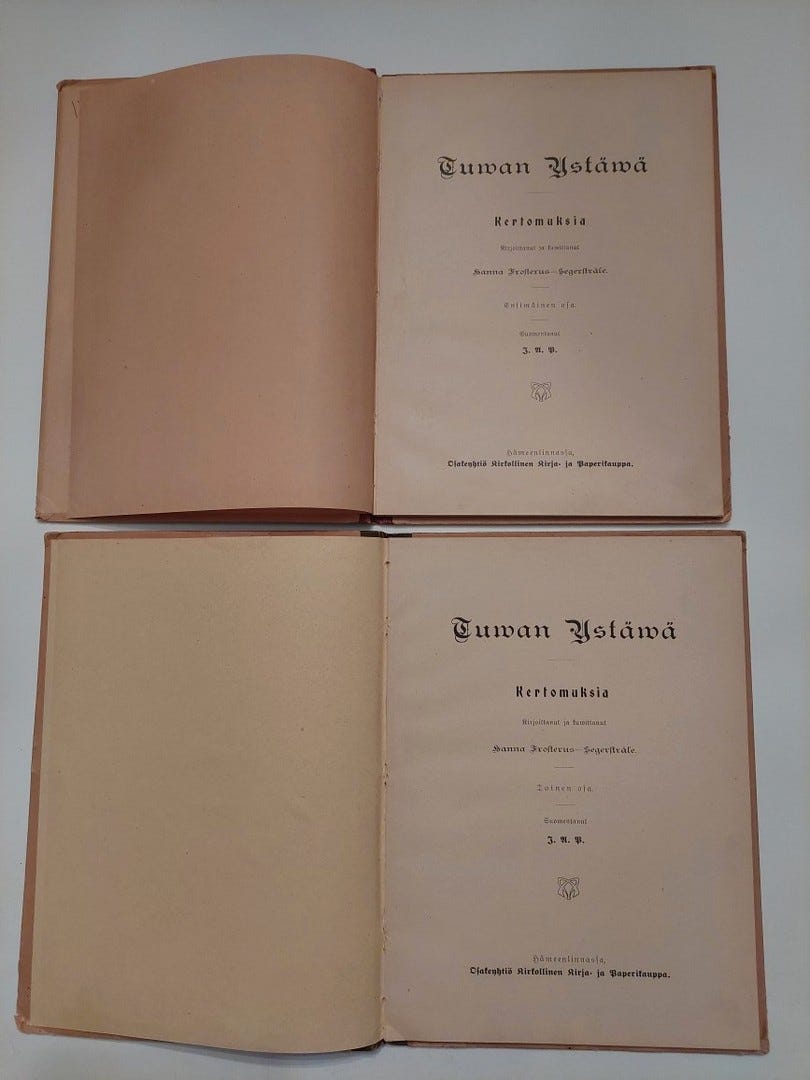 Tuwan Ystäwä
Kertomuksia
Kirjoittanut ja kuwittanut
Hanna Frosterus—Segerstråle.
Ensimäinen osa
Suomentanut
J. A. P.
Hämeenlinnassa,
Osakeyhtiö Kirkollinen Kirja- ja Paperikauppa.
Tuwan Ystäwä
Kertomuksia
Kirjoittanut ja kuwittanut
Hanna Frosterus—Segerstråle.
Toinen osa
Suomentanut
J. A. P.
Hämeenlinnassa,
Osakeyhtiö Kirkollinen Kirja- ja Paperikauppa.